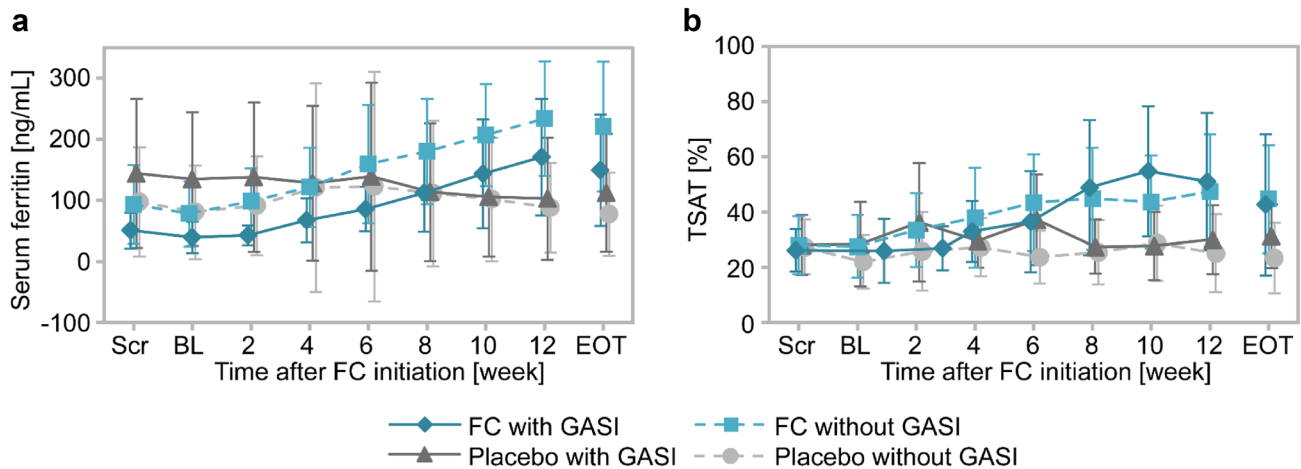 a
Serum ferritin [ng/mL]
300
200
100
0
-100
Scr BL 2 4 6 8 10 12 EOT
Time after FC initiation [week]
b
TSAT [%]
100
80
60
40
20
0
Scr BL 2 4 6 8 10 12 EOT
Time after FC initiation [week]
FC with GASI
FC without GASI
Placebo with GASI
Placebo without GASI